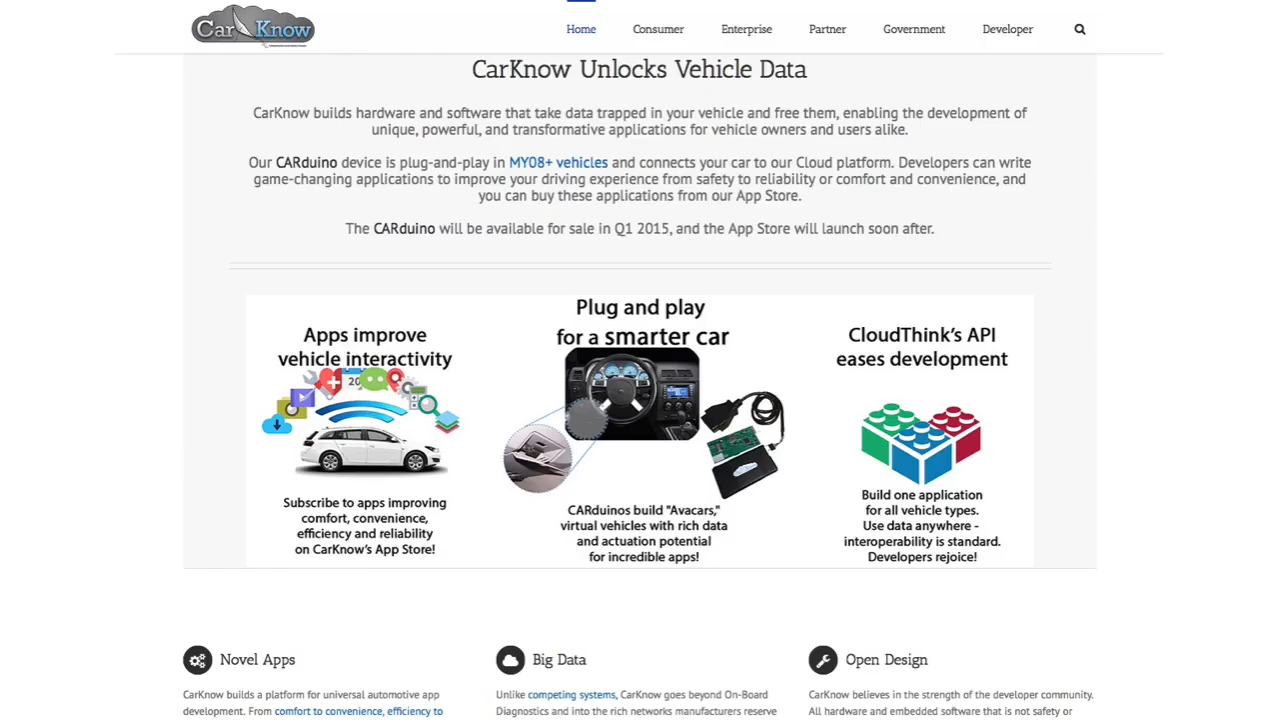 CarKnow
Home Consumer Enterprise Partner Government Developer
CarKnow Unlocks Vehicle Data
CarKnow builds hardware and software that take data trapped in your vehicle and free them, enabling the development of
unique, powerful, and transformative applications for vehicle owners and users alike.
Our CARduino device is plug-and-play in MY08+ vehicles and connects your car to our Cloud platform. Developers can write
game-changing applications to improve your driving experience from safety to reliability or comfort and convenience, and
you can buy these applications from our App Store.
The CARduino will be available for sale in Q1 2015, and the App Store will launch soon after.
Apps improve
vehicle interactivity
20
Subscribe to apps improving
comfort, convenience,
efficiency and reliability
on CarKnow's App Store!
Plug and play
for a smarter car
CARduinos build "Avacars,"
virtual vehicles with rich data
and actuation potential
for incredible apps!
CloudThink's API
eases development
Build one application
for all vehicle types.
Use data anywhere -
interoperability is standard.
Developers rejoice!
Novel Apps
CarKnow builds a platform for universal automotive app
development. From comfort to convenience, efficiency to
Big Data
Unlike competing systems, CarKnow goes beyond On-Board
Diagnostics and into the rich networks manufacturers reserve
Open Design
CarKnow believes in the strength of the developer community.
All hardware and embedded software that is not safety or